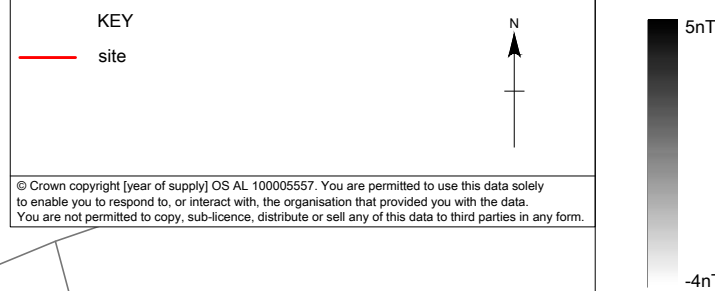 KEY
N
5nT
site
© Crown copyright [year of supply] OS AL 100005557. You are permitted to use this data solely
to enable you to respond to, or interact with, the organisation that provided you with the data.
You are not permitted to copy, sub-licence, distribute or sell any of this data to third parties in any form.
-4nT